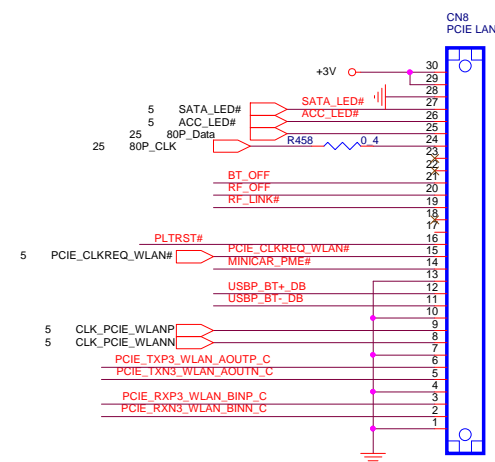 CN8
PCIE LAN
+3V
30
29
28
5 SATA_LED# SATA_LED# 27
5 ACC_LED# ACC_LED# 26
25 80P_Data 25
25 80P_CLK R458 0_4 24
23
22
BT_OFF 21
RF_OFF 20
RF_LINK# 19
18
17
PLTRST# 16
5 PCIE_CLKREQ_WLAN# PCIE_CLKREQ_WLAN# 15
MINICAR_PME# 14
13
USBP_BT+_DB 12
USBP_BT-_DB 11
10
5 CLK_PCIE_WLANP 9
5 CLK_PCIE_WLANN 8
7
PCIE_TXP3_WLAN_AOUTP_C 6
PCIE_TXN3_WLAN_AOUTN_C 5
4
PCIE_RXP3_WLAN_BINP_C 3
PCIE_RXN3_WLAN_BINN_C 2
1